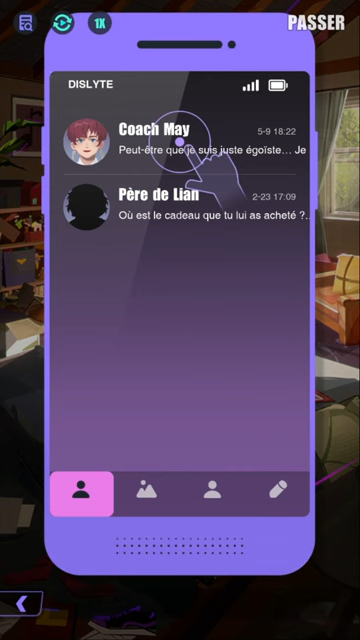 1X
PASSER
DISLYTE
Coach May
5-9 18:22
Peut-être que je suis juste égoïste… Je
Père de Lian
2-23 17:09
Où est le cadeau que tu lui as acheté ?..